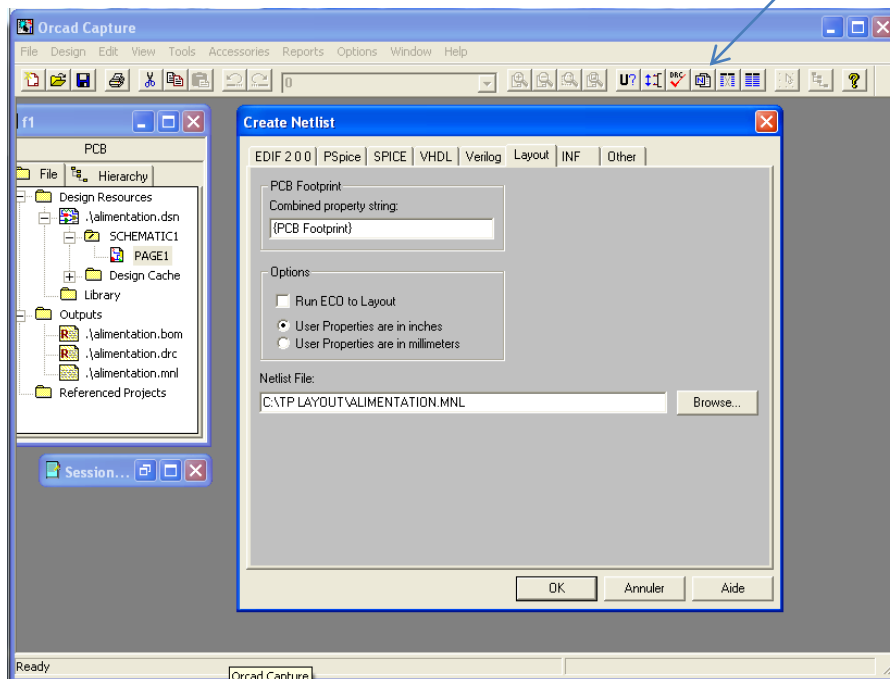 Orcad Capture
File Design Edit View Tools Accessories Reports Options Window Help
0
U?
DRC
N
?
f1
PCB
File Hierarchy
Design Resources
.\alimentation.dsn
SCHEMATIC1
PAGE1
Design Cache
Library
Outputs
R .\alimentation.bom
R .\alimentation.drc
.\alimentation.mnl
Referenced Projects
Session...
Create Netlist
EDIF 2 0 0 PSpice SPICE VHDL Verilog Layout INF Other
PCB Footprint
Combined property string:
{PCB Footprint}
Options
Run ECO to Layout
User Properties are in inches
User Properties are in millimeters
Netlist File:
C:\TP LAYOUT\ALIMENTATION.MNL
Browse...
OK Annuler Aide
Ready
Orcad Capture